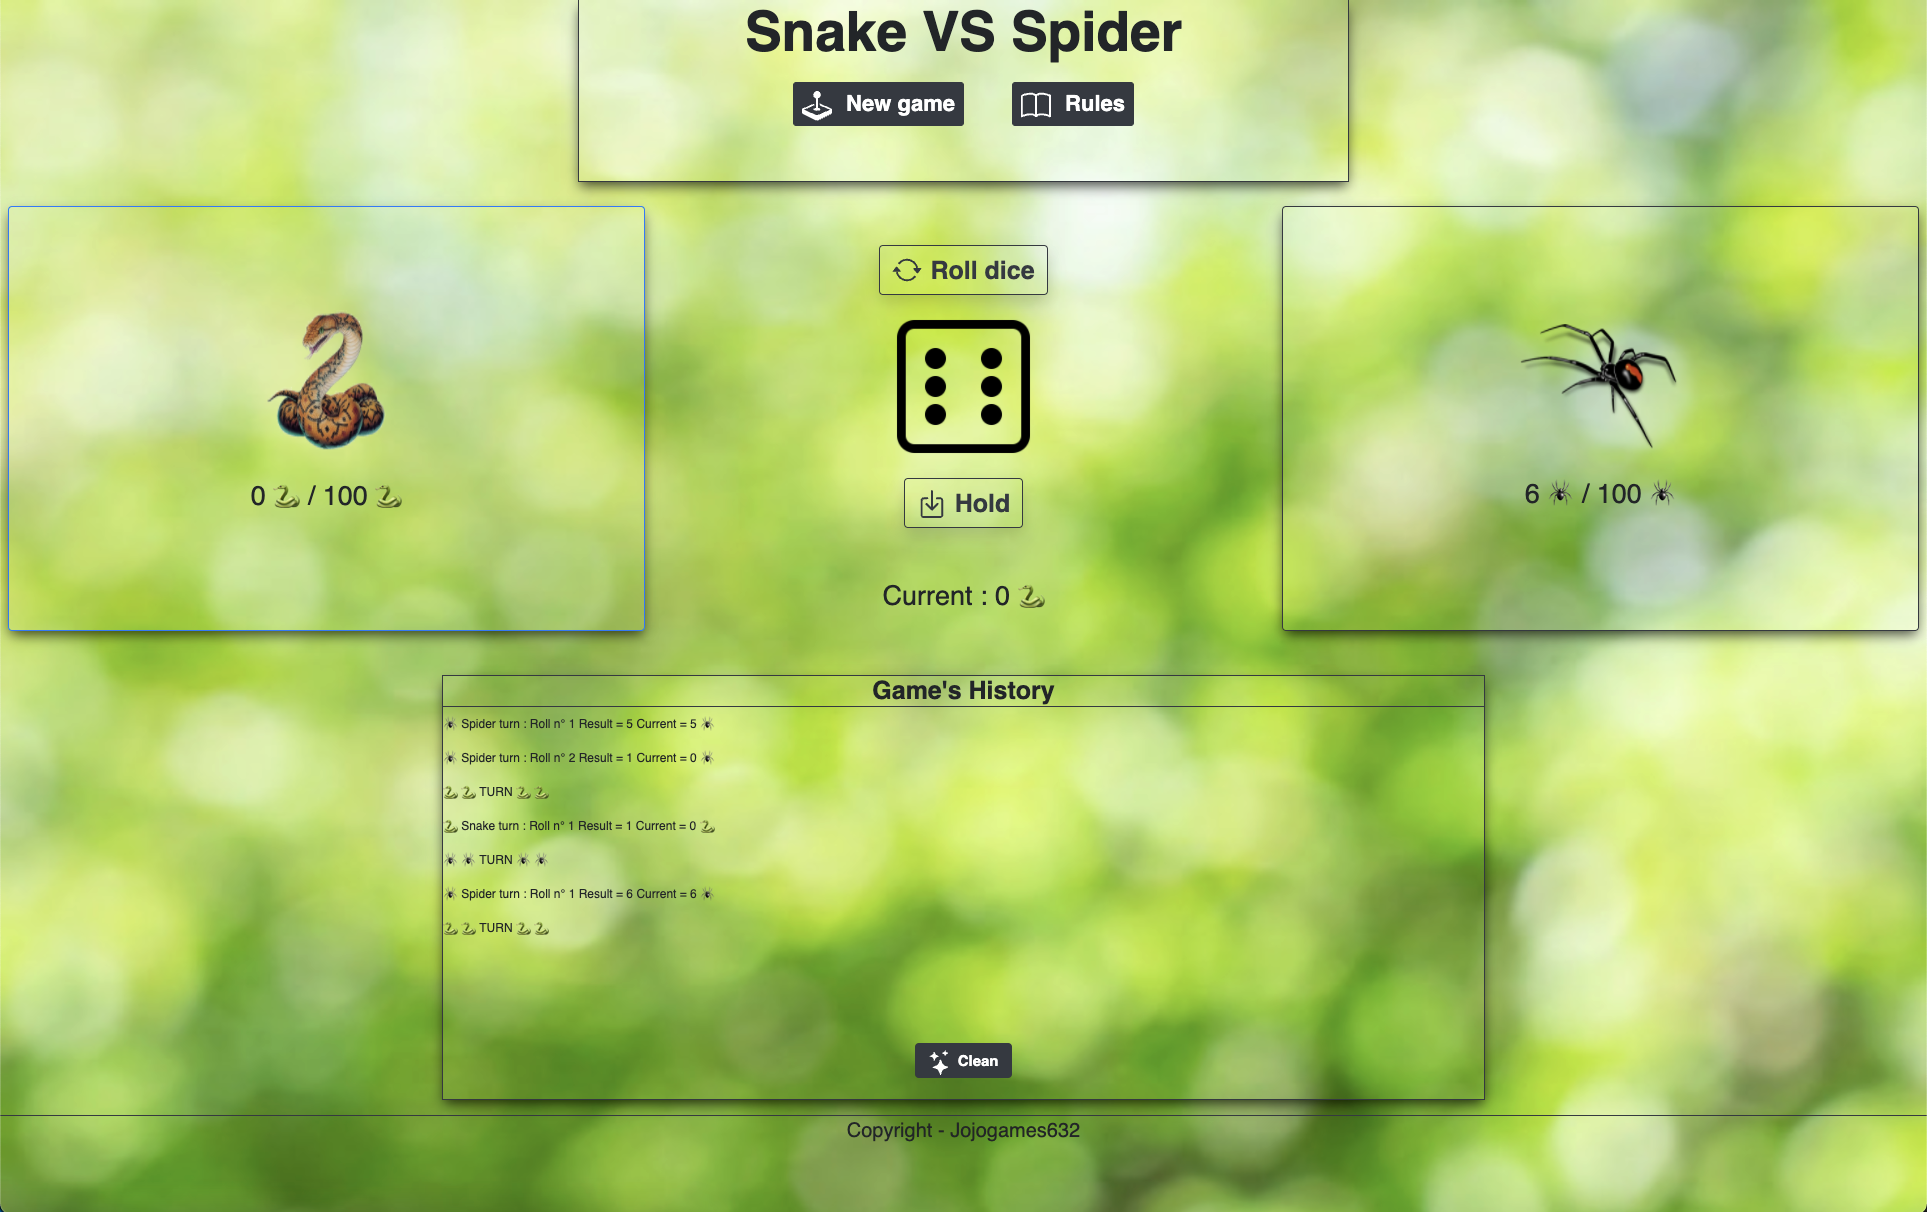 Snake VS Spider
New game
Rules
Roll dice
0 🐍 / 100 🐍
6 🕷 / 100 🕷
Hold
Current : 0 🐍
Game's History
🕷 Spider turn : Roll n° 1 Result = 5 Current = 5 🕷
🕷 Spider turn : Roll n° 2 Result = 1 Current = 0 🕷
🐍 🐍 TURN 🐍 🐍
🐍 Snake turn : Roll n° 1 Result = 1 Current = 0 🐍
🕷 🕷 TURN 🕷 🕷
🕷 Spider turn : Roll n° 1 Result = 6 Current = 6 🕷
🐍 🐍 TURN 🐍 🐍
Clean
Copyright - Jojogames632